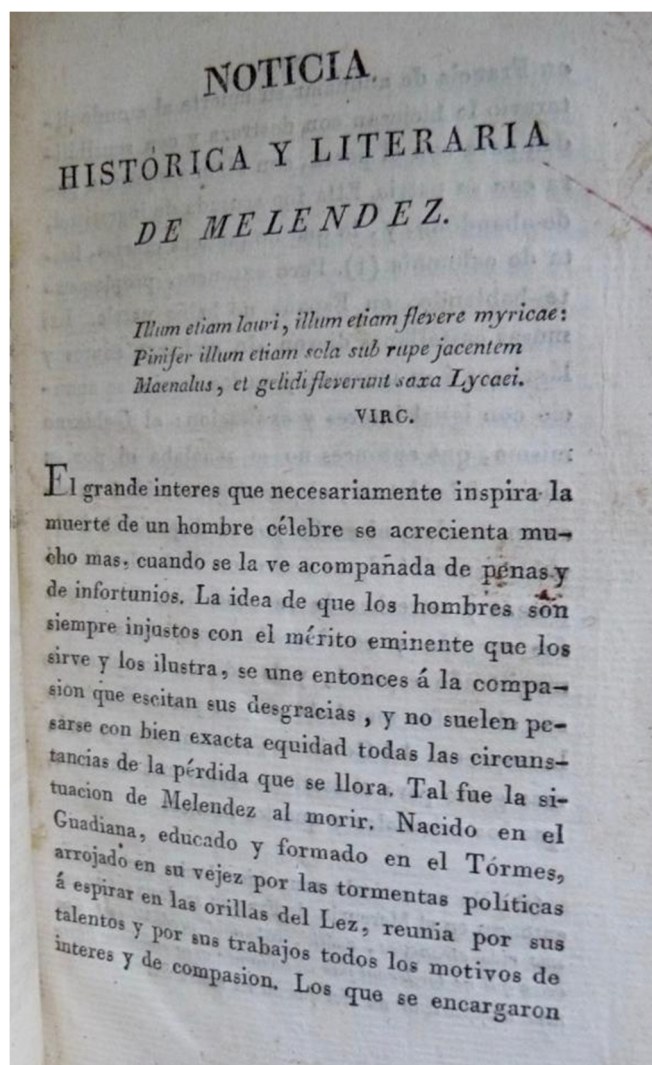 NOTICIA
HISTÓRICA Y LITERARIA
DE MELENDEZ.
Illum etiam lauri, illum etiam flevere myricae:
Pinifer illum etiam sola sub rupe jacentem
Maenalus, et gelidi fleverunt saxa Lycaei.
VIRG.
El grande interes que necesariamente inspira la
muerte de un hombre célebre se acrecienta mu-
cho mas, cuando se la ve acompañada de penas y
de infortunios. La idea de que los hombres son
siempre injustos con el mérito eminente que los
sirve y los ilustra, se une entonces á la compa-
sion que escitan sus desgracias, y no suelen pe-
sarse con bien exacta equidad todas las circuns-
tancias de la pérdida que se llora. Tal fue la si-
tuacion de Melendez al morir. Nacido en el
Guadiana, educado y formado en el Tórmes,
arrojado en su vejez por las tormentas políticas
á espirar en las orillas del Lez, reunia por sus
talentos y por sus trabajos todos los motivos de
interes y de compasion. Los que se encargaron